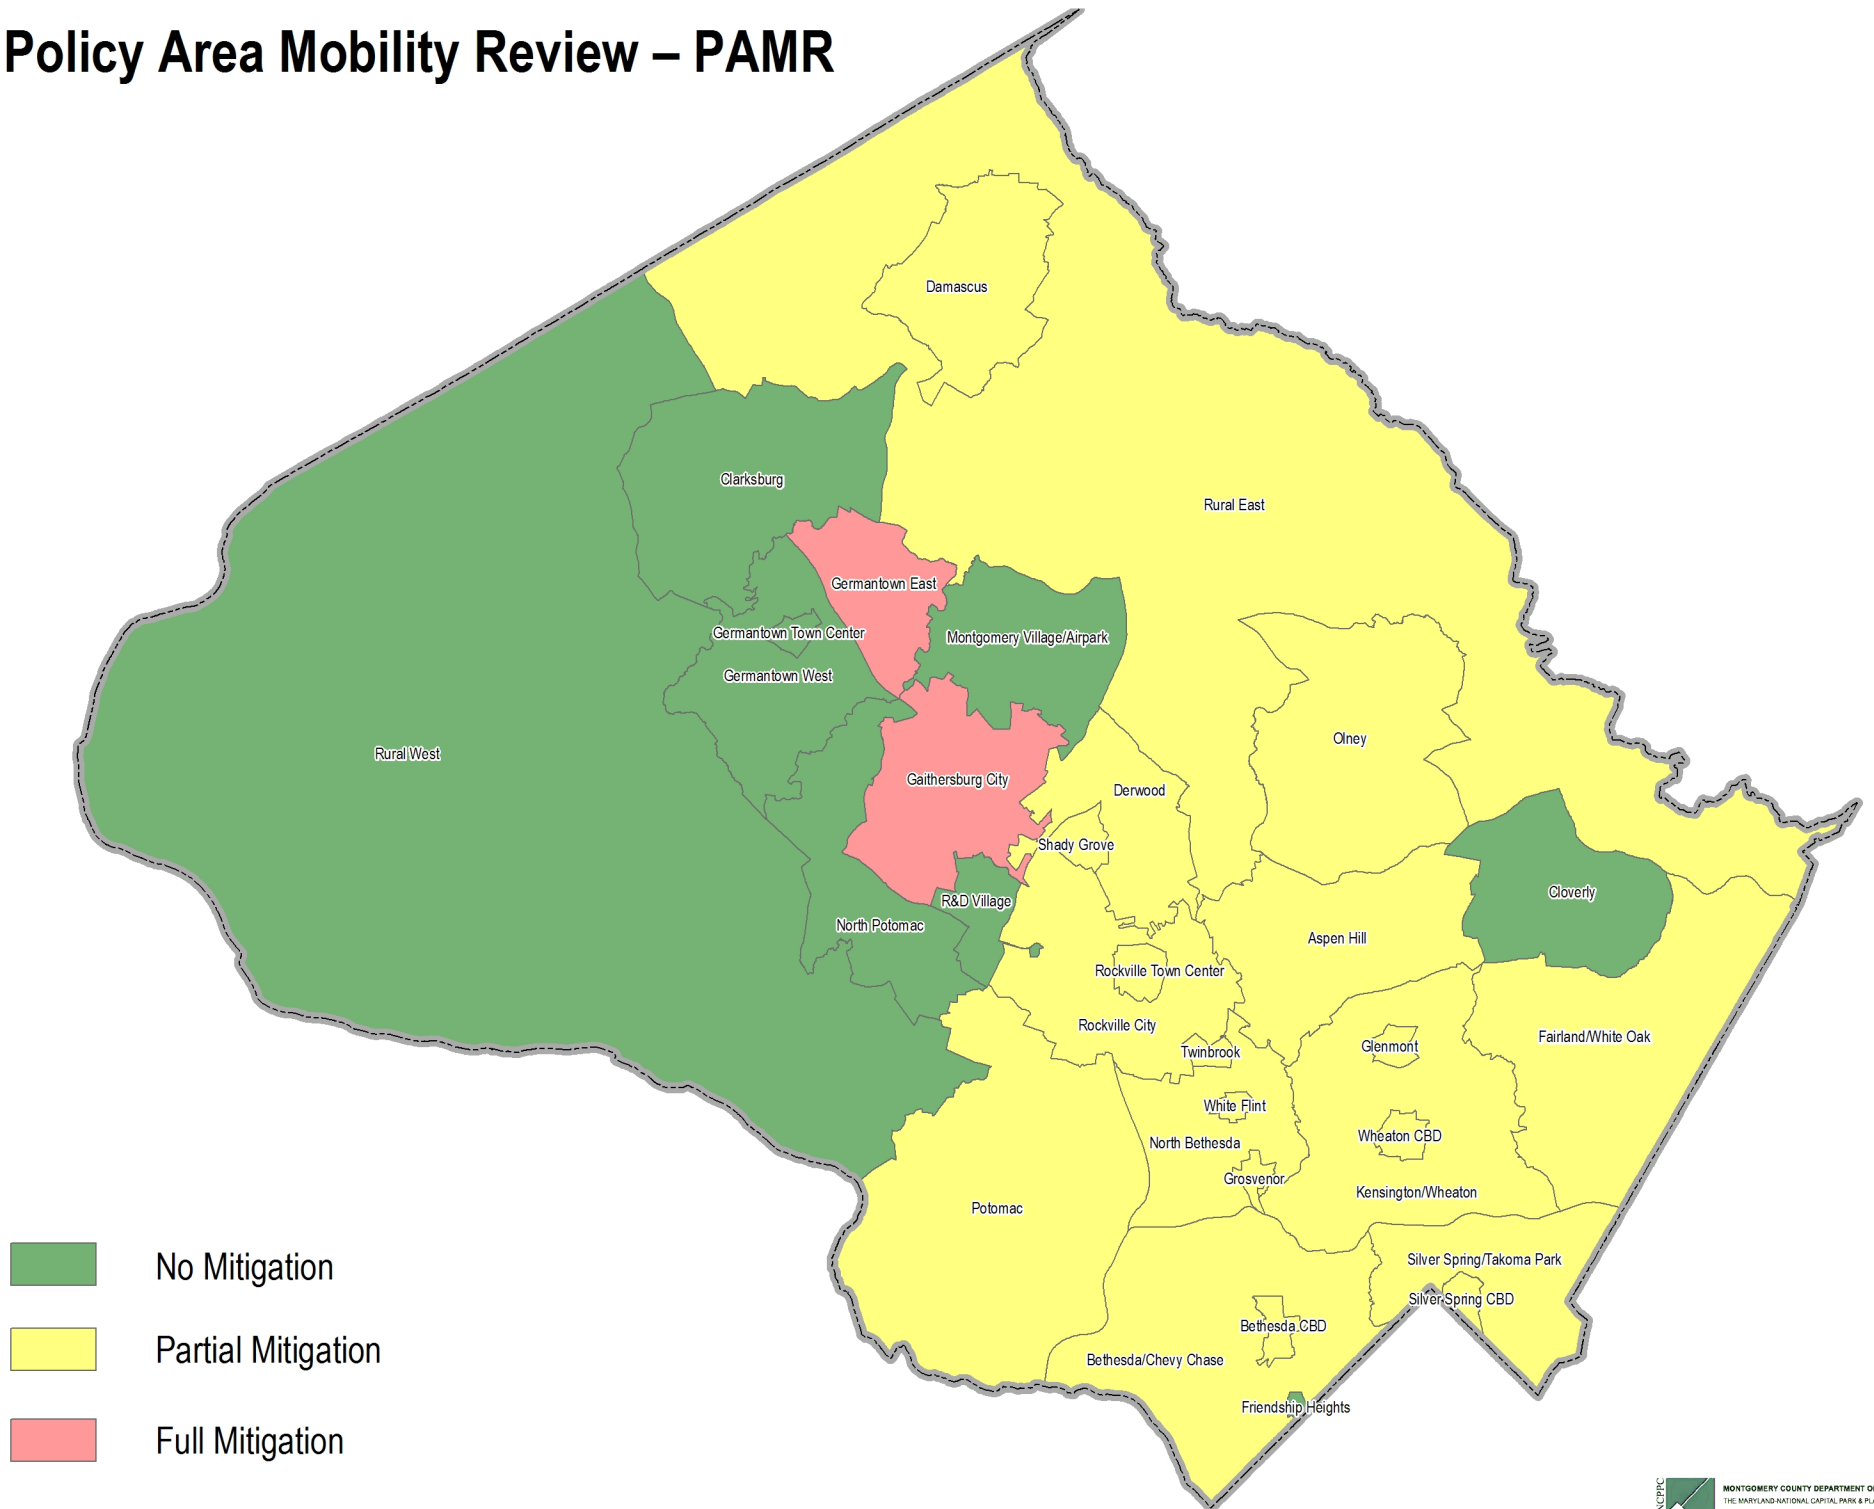 Policy Area Mobility Review – PAMR
Damascus
Clarksburg
Rural East
Germantown East
Germantown Town Center
Montgomery Village/Airpark
Germantown West
Rural West
Olney
Gaithersburg City
Derwood
Shady Grove
R&D Village
Cloverly
North Potomac
Aspen Hill
Rockville Town Center
Rockville City
Fairland/White Oak
Glenmont
Twinbrook
White Flint
Wheaton CBD
North Bethesda
Grosvenor
Kensington/Wheaton
Potomac
Silver Spring/Takoma Park
Silver Spring CBD
Bethesda CBD
Bethesda/Chevy Chase
Friendship Heights
No Mitigation
Partial Mitigation
Full Mitigation
MONTGOMERY COUNTY DEPARTMENT
THE MARYLAND-NATIONAL CAPITAL PARK &